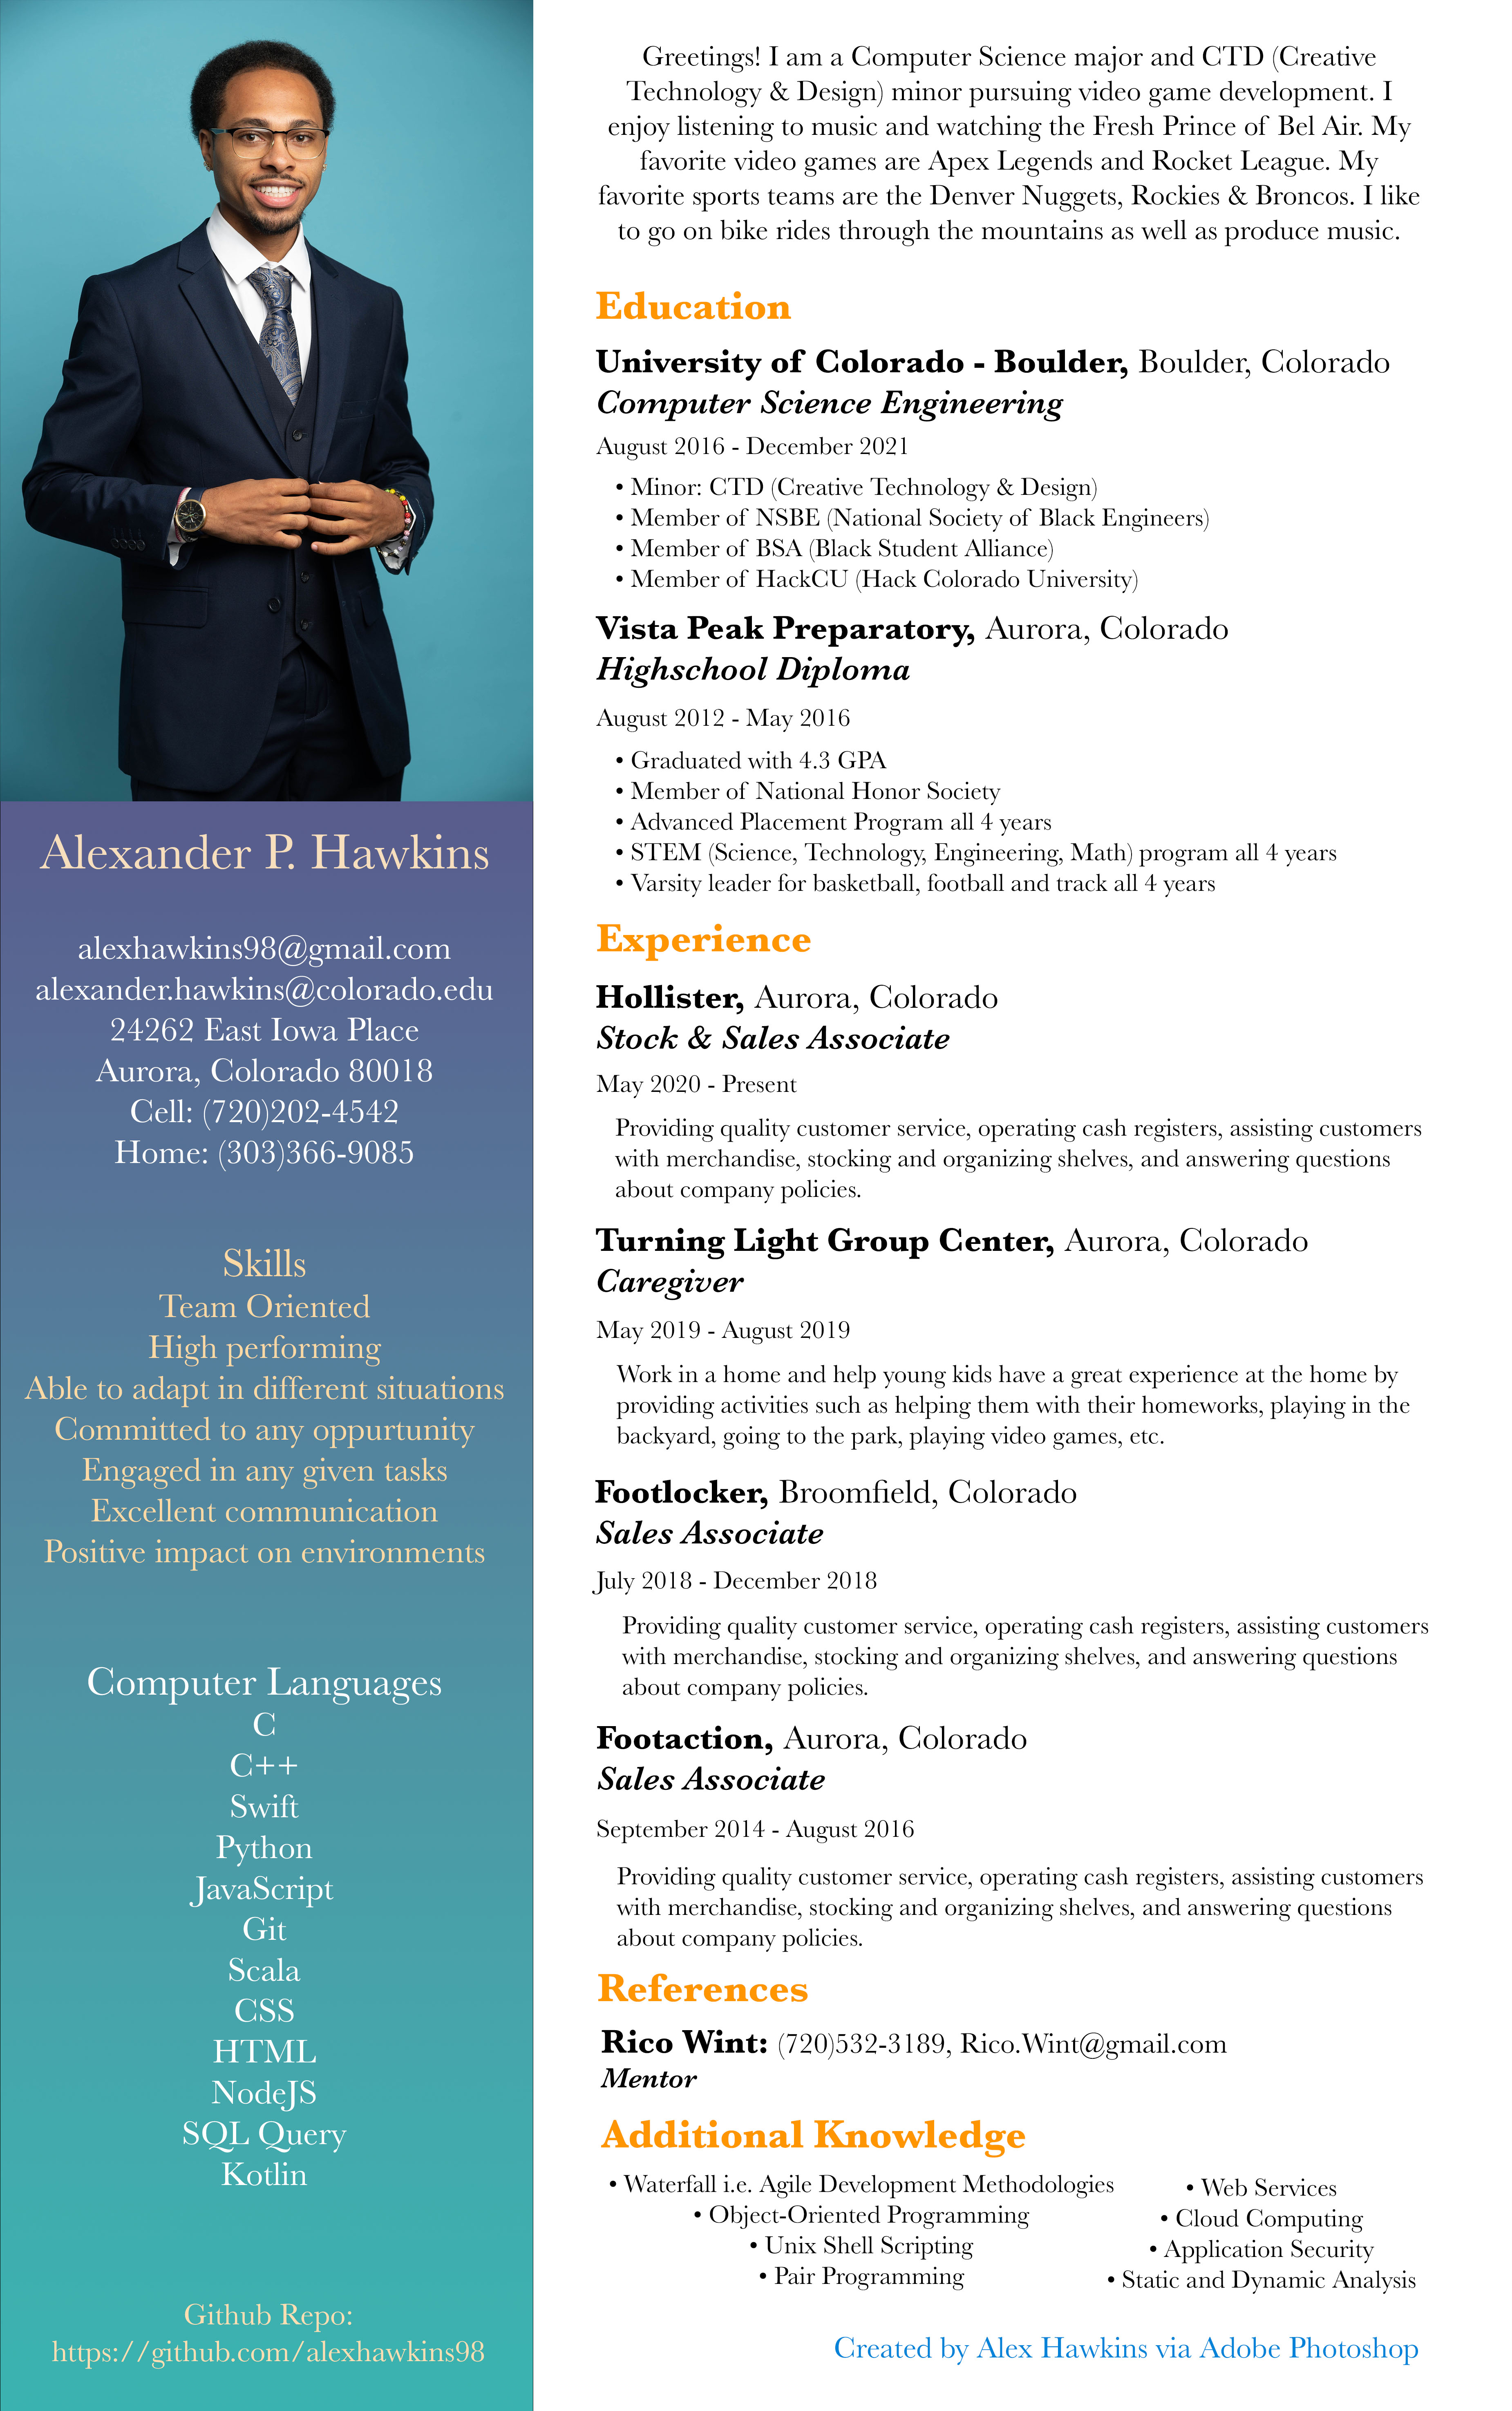 Alexander P. Hawkins
alexhawkins98@gmail.com
alexander.hawkins@colorado.edu
24262 East Iowa Place
Aurora, Colorado 80018
Cell: (720)202-4542
Home: (303)366-9085
Skills
Team Oriented
High performing
Able to adapt in different situations
Committed to any oppurtunity
Engaged in any given tasks
Excellent communication
Positive impact on environments
Computer Languages
C
C++
Swift
Python
JavaScript
Git
Scala
CSS
HTML
NodeJS
SQL Query
Kotlin
Github Repo:
https://github.com/alexhawkins98
Greetings! I am a Computer Science major and CTD (Creative
Technology & Design) minor pursuing video game development. I
enjoy listening to music and watching the Fresh Prince of Bel Air. My
favorite video games are Apex Legends and Rocket League. My
favorite sports teams are the Denver Nuggets, Rockies & Broncos. I like
to go on bike rides through the mountains as well as produce music.
Education
University of Colorado - Boulder, Boulder, Colorado
Computer Science Engineering
August 2016 - December 2021
• Minor: CTD (Creative Technology & Design)
• Member of NSBE (National Society of Black Engineers)
• Member of BSA (Black Student Alliance)
• Member of HackCU (Hack Colorado University)
Vista Peak Preparatory, Aurora, Colorado
Highschool Diploma
August 2012 - May 2016
• Graduated with 4.3 GPA
• Member of National Honor Society
• Advanced Placement Program all 4 years
• STEM (Science, Technology, Engineering, Math) program all 4 years
• Varsity leader for basketball, football and track all 4 years
Experience
Hollister, Aurora, Colorado
Stock & Sales Associate
May 2020 - Present
Providing quality customer service, operating cash registers, assisting customers
with merchandise, stocking and organizing shelves, and answering questions
about company policies.
Turning Light Group Center, Aurora, Colorado
Caregiver
May 2019 - August 2019
Work in a home and help young kids have a great experience at the home by
providing activities such as helping them with their homeworks, playing in the
backyard, going to the park, playing video games, etc.
Footlocker, Broomfield, Colorado
Sales Associate
July 2018 - December 2018
Providing quality customer service, operating cash registers, assisting customers
with merchandise, stocking and organizing shelves, and answering questions
about company policies.
Footaction, Aurora, Colorado
Sales Associate
September 2014 - August 2016
Providing quality customer service, operating cash registers, assisting customers
with merchandise, stocking and organizing shelves, and answering questions
about company policies.
References
Rico Wint: (720)532-3189, Rico.Wint@gmail.com
Mentor
Additional Knowledge
• Waterfall i.e. Agile Development Methodologies
• Object-Oriented Programming
• Unix Shell Scripting
• Pair Programming
• Web Services
• Cloud Computing
• Application Security
• Static and Dynamic Analysis
Created by Alex Hawkins via Adobe Photoshop